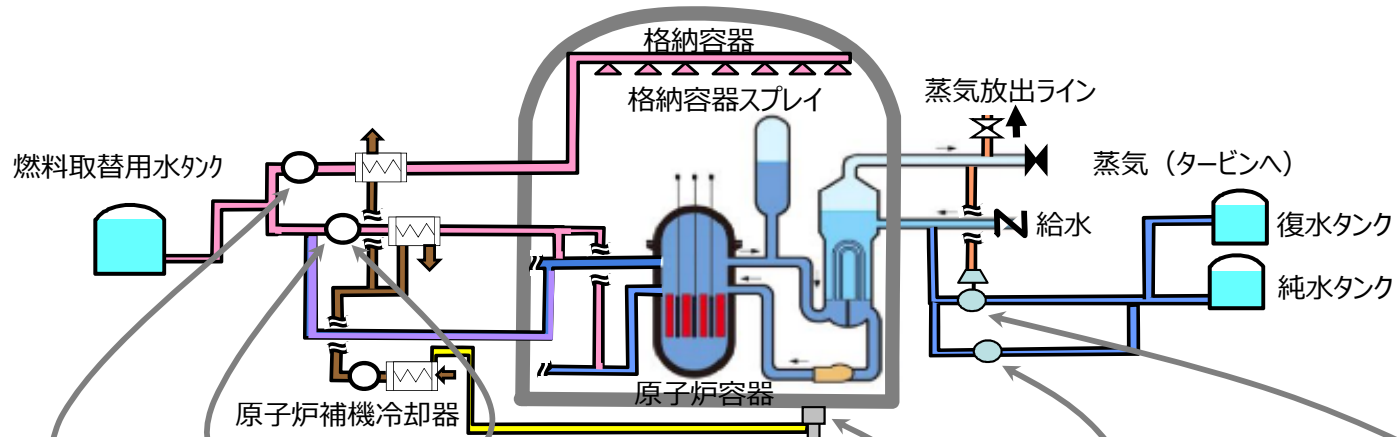 格納容器
格納容器スプレイ
蒸気放出ライン
燃料取替用水タンク
蒸気（タービンへ）
給水
復水タンク
純水タンク
原子炉容器
原子炉補機冷却器